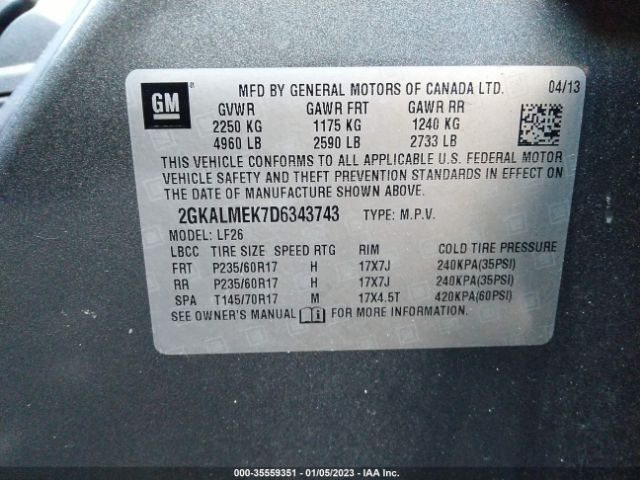 GM
MFD BY GENERAL MOTORS OF CANADA LTD. 04/13
GVWR GAWR FRT GAWR RR
2250 KG 1175 KG 1240 KG
4960 LB 2590 LB 2733 LB
THIS VEHICLE CONFORMS TO ALL APPLICABLE U.S. FEDERAL MOTOR
VEHICLE SAFETY AND THEFT PREVENTION STANDARDS IN EFFECT ON
THE DATE OF MANUFACTURE SHOWN ABOVE.
2GKALMEK7D6343743 TYPE: M.P.V.
MODEL: LF26
LBCC TIRE SIZE SPEED RTG RIM COLD TIRE PRESSURE
FRT P235/60R17 H 17X7J 240KPA(35PSI)
RR P235/60R17 H 17X7J 240KPA(35PSI)
SPA T145/70R17 M 17X4.5T 420KPA(60PSI)
SEE OWNER'S MANUAL FOR MORE INFORMATION.
000-35559351 | 01/05/2023 | IAA Inc.